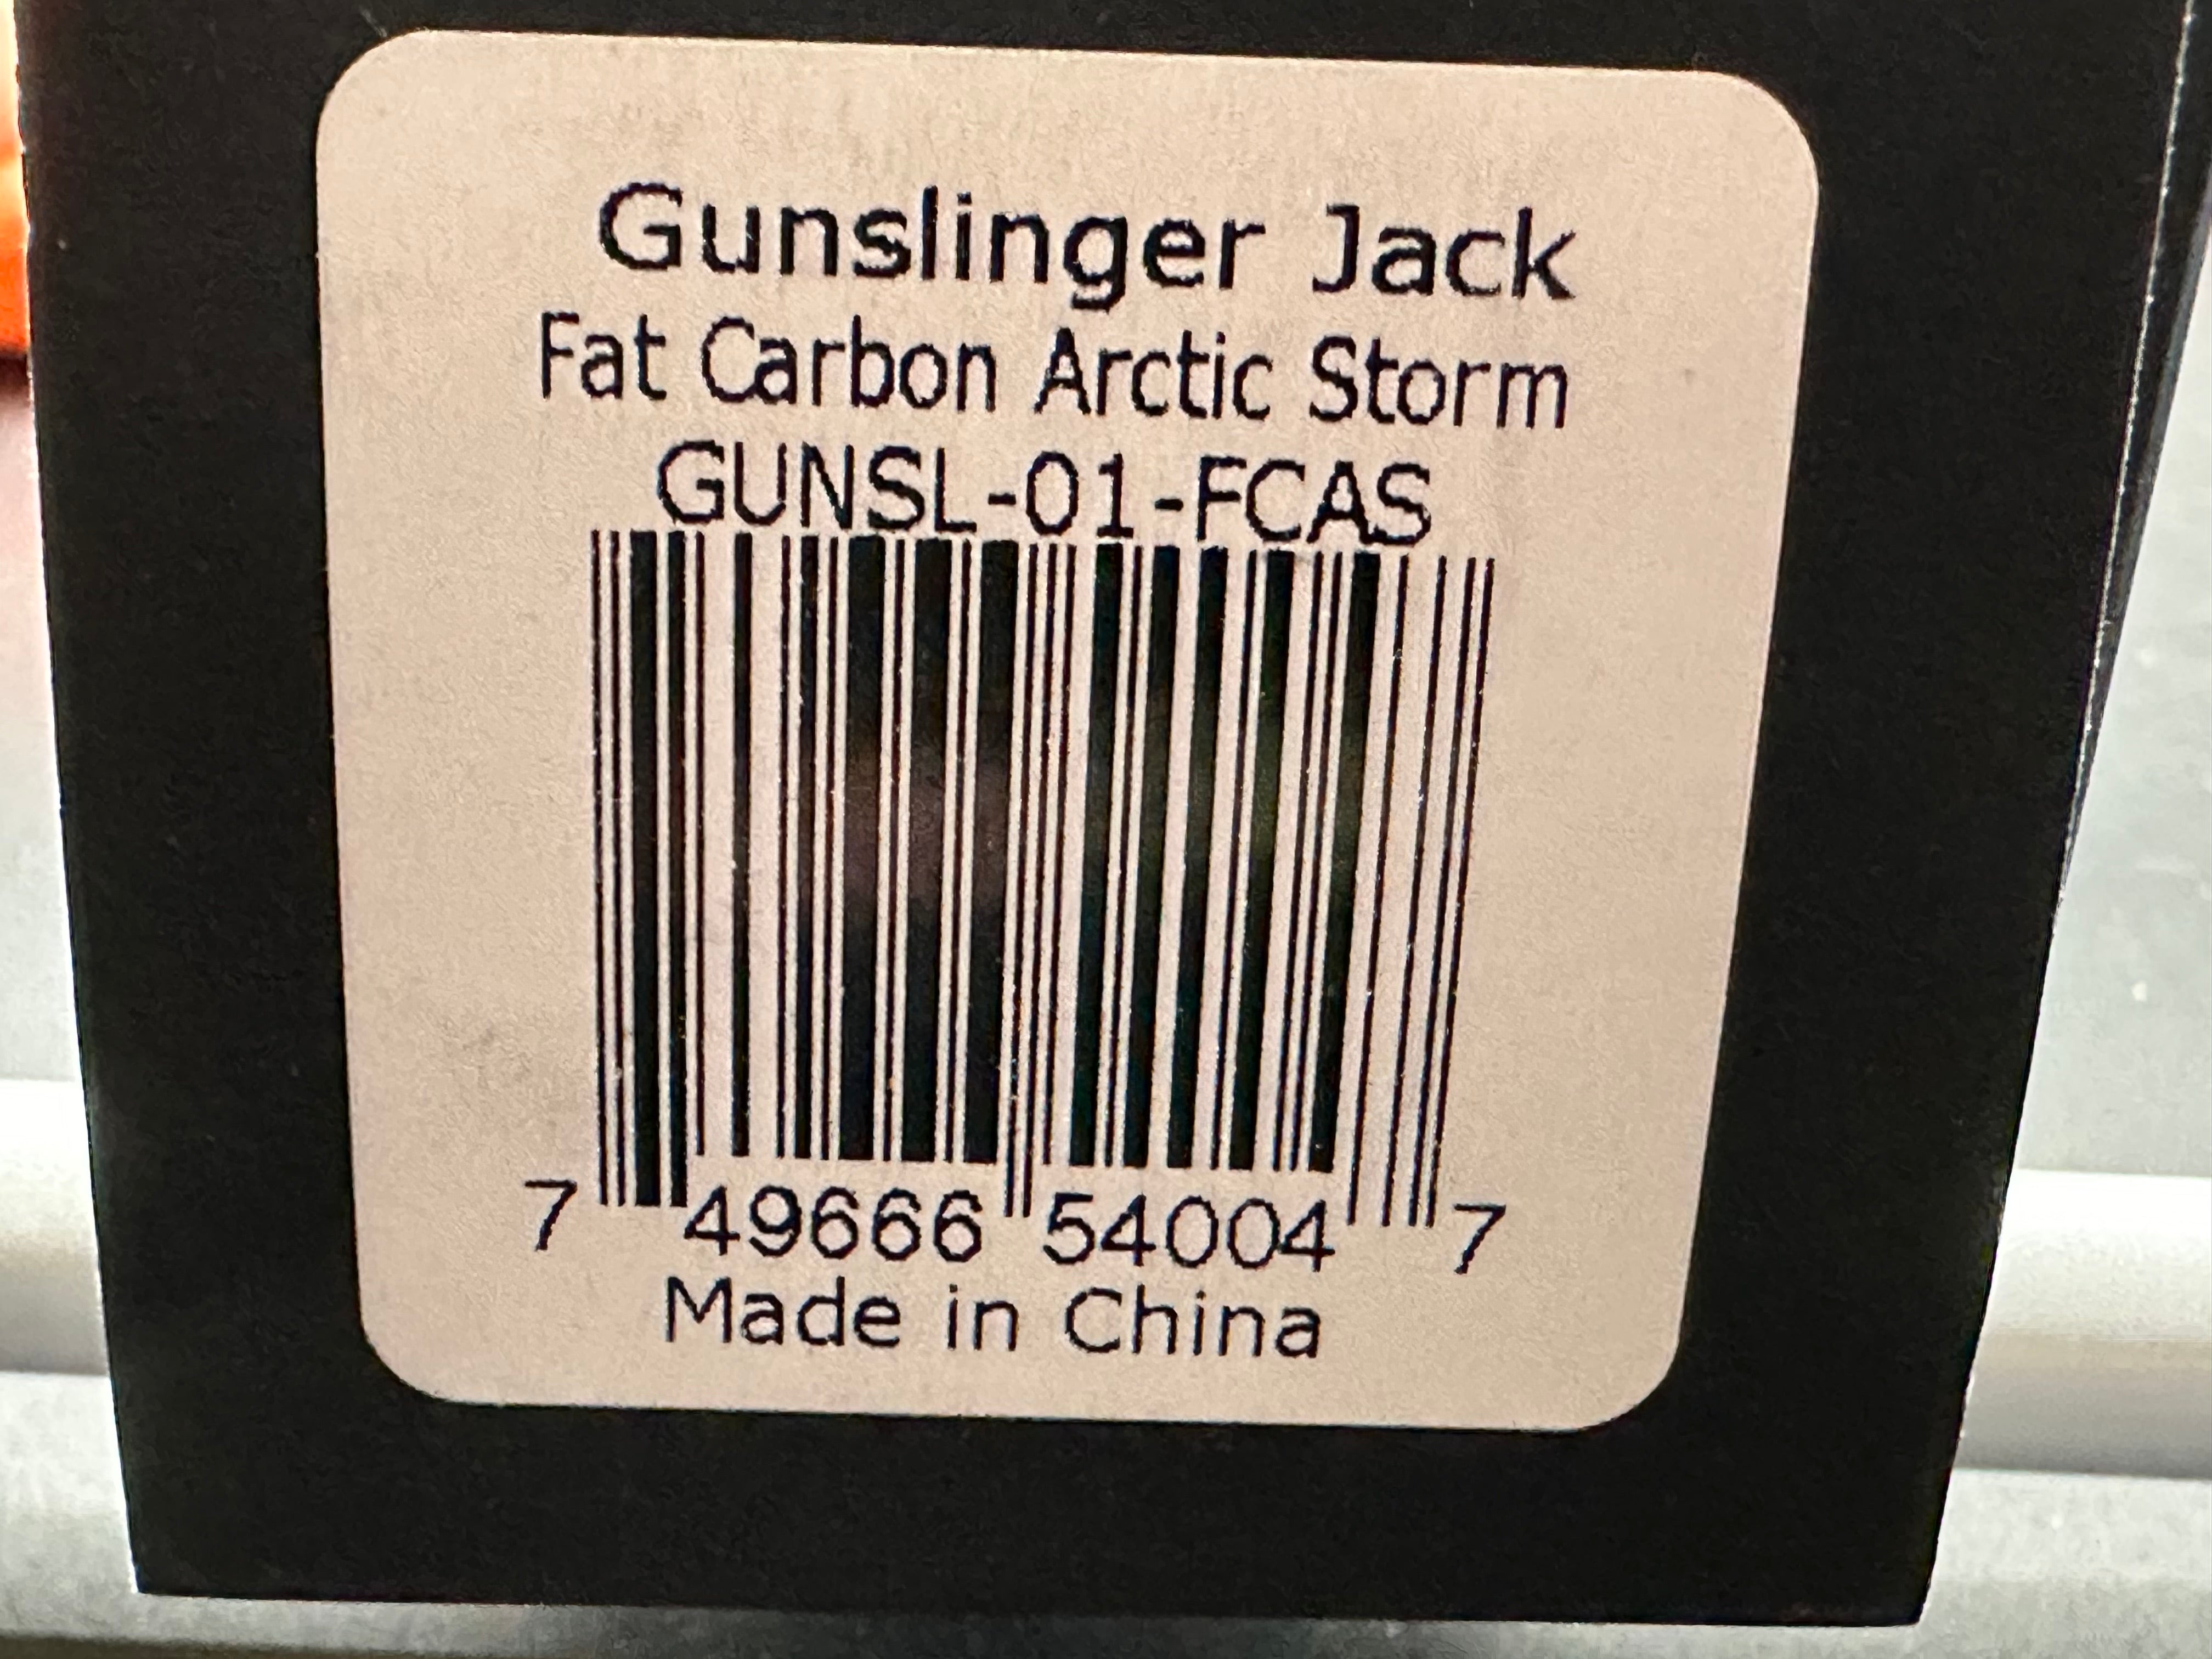 Gunslinger Jack
Fat Carbon Arctic Storm
GUNSL-01-FCAS
7 49666 54004 7
Made in China